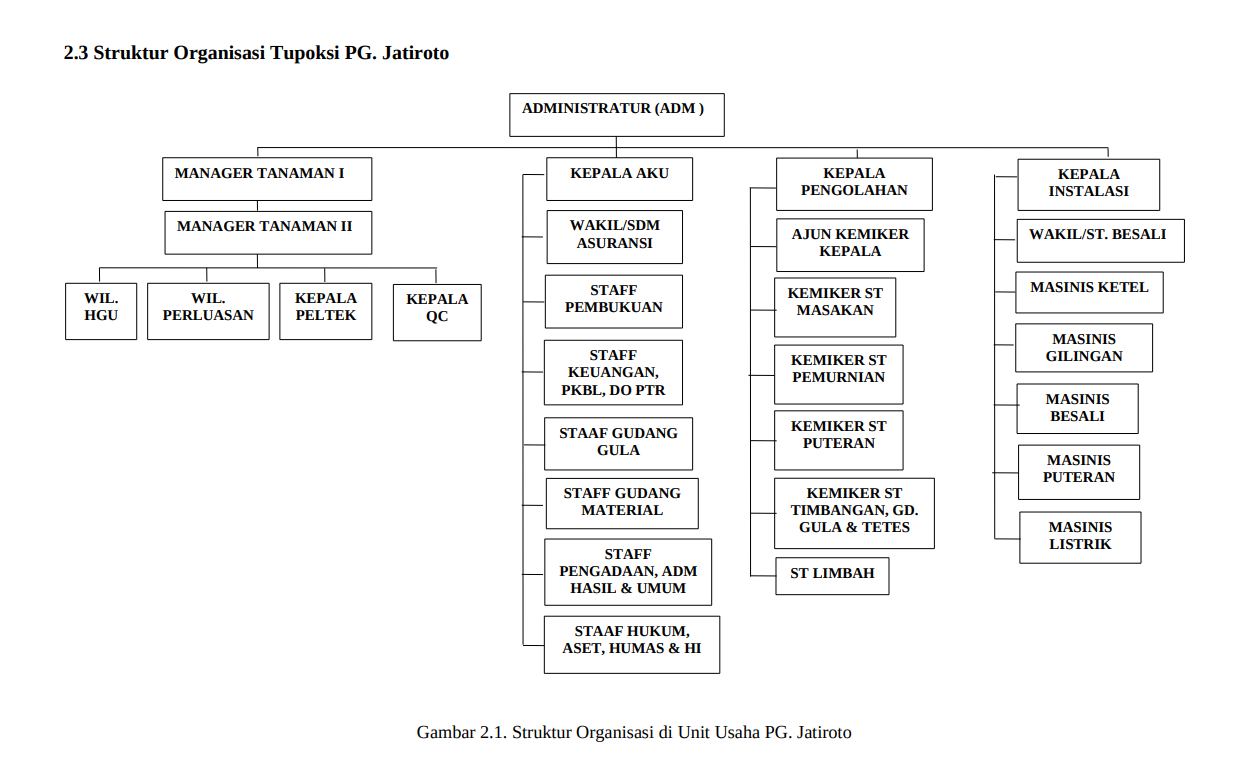 2.3 Struktur Organisasi Tupoksi PG. Jatiroto
ADMINISTRATUR (ADM )
MANAGER TANAMAN I
MANAGER TANAMAN II
WIL.
HGU
WIL.
PERLUASAN
KEPALA
PELTEK
KEPALA
QC
KEPALA AKU
WAKIL/SDM
ASURANSI
STAFF
PEMBUKUAN
STAFF
KEUANGAN,
PKBL, DO PTR
STAAF GUDANG
GULA
STAFF GUDANG
MATERIAL
STAFF
PENGADAAN, ADM
HASIL & UMUM
STAAF HUKUM,
ASET, HUMAS & HI
KEPALA
PENGOLAHAN
AJUN KEMIKER
KEPALA
KEMIKER ST
MASAKAN
KEMIKER ST
PEMURNIAN
KEMIKER ST
PUTERAN
KEMIKER ST
TIMBANGAN, GD.
GULA & TETES
ST LIMBAH
KEPALA
INSTALASI
WAKIL/ST. BESALI
MASINIS KETEL
MASINIS
GILINGAN
MASINIS
BESALI
MASINIS
PUTERAN
MASINIS
LISTRIK
Gambar 2.1. Struktur Organisasi di Unit Usaha PG. Jatiroto